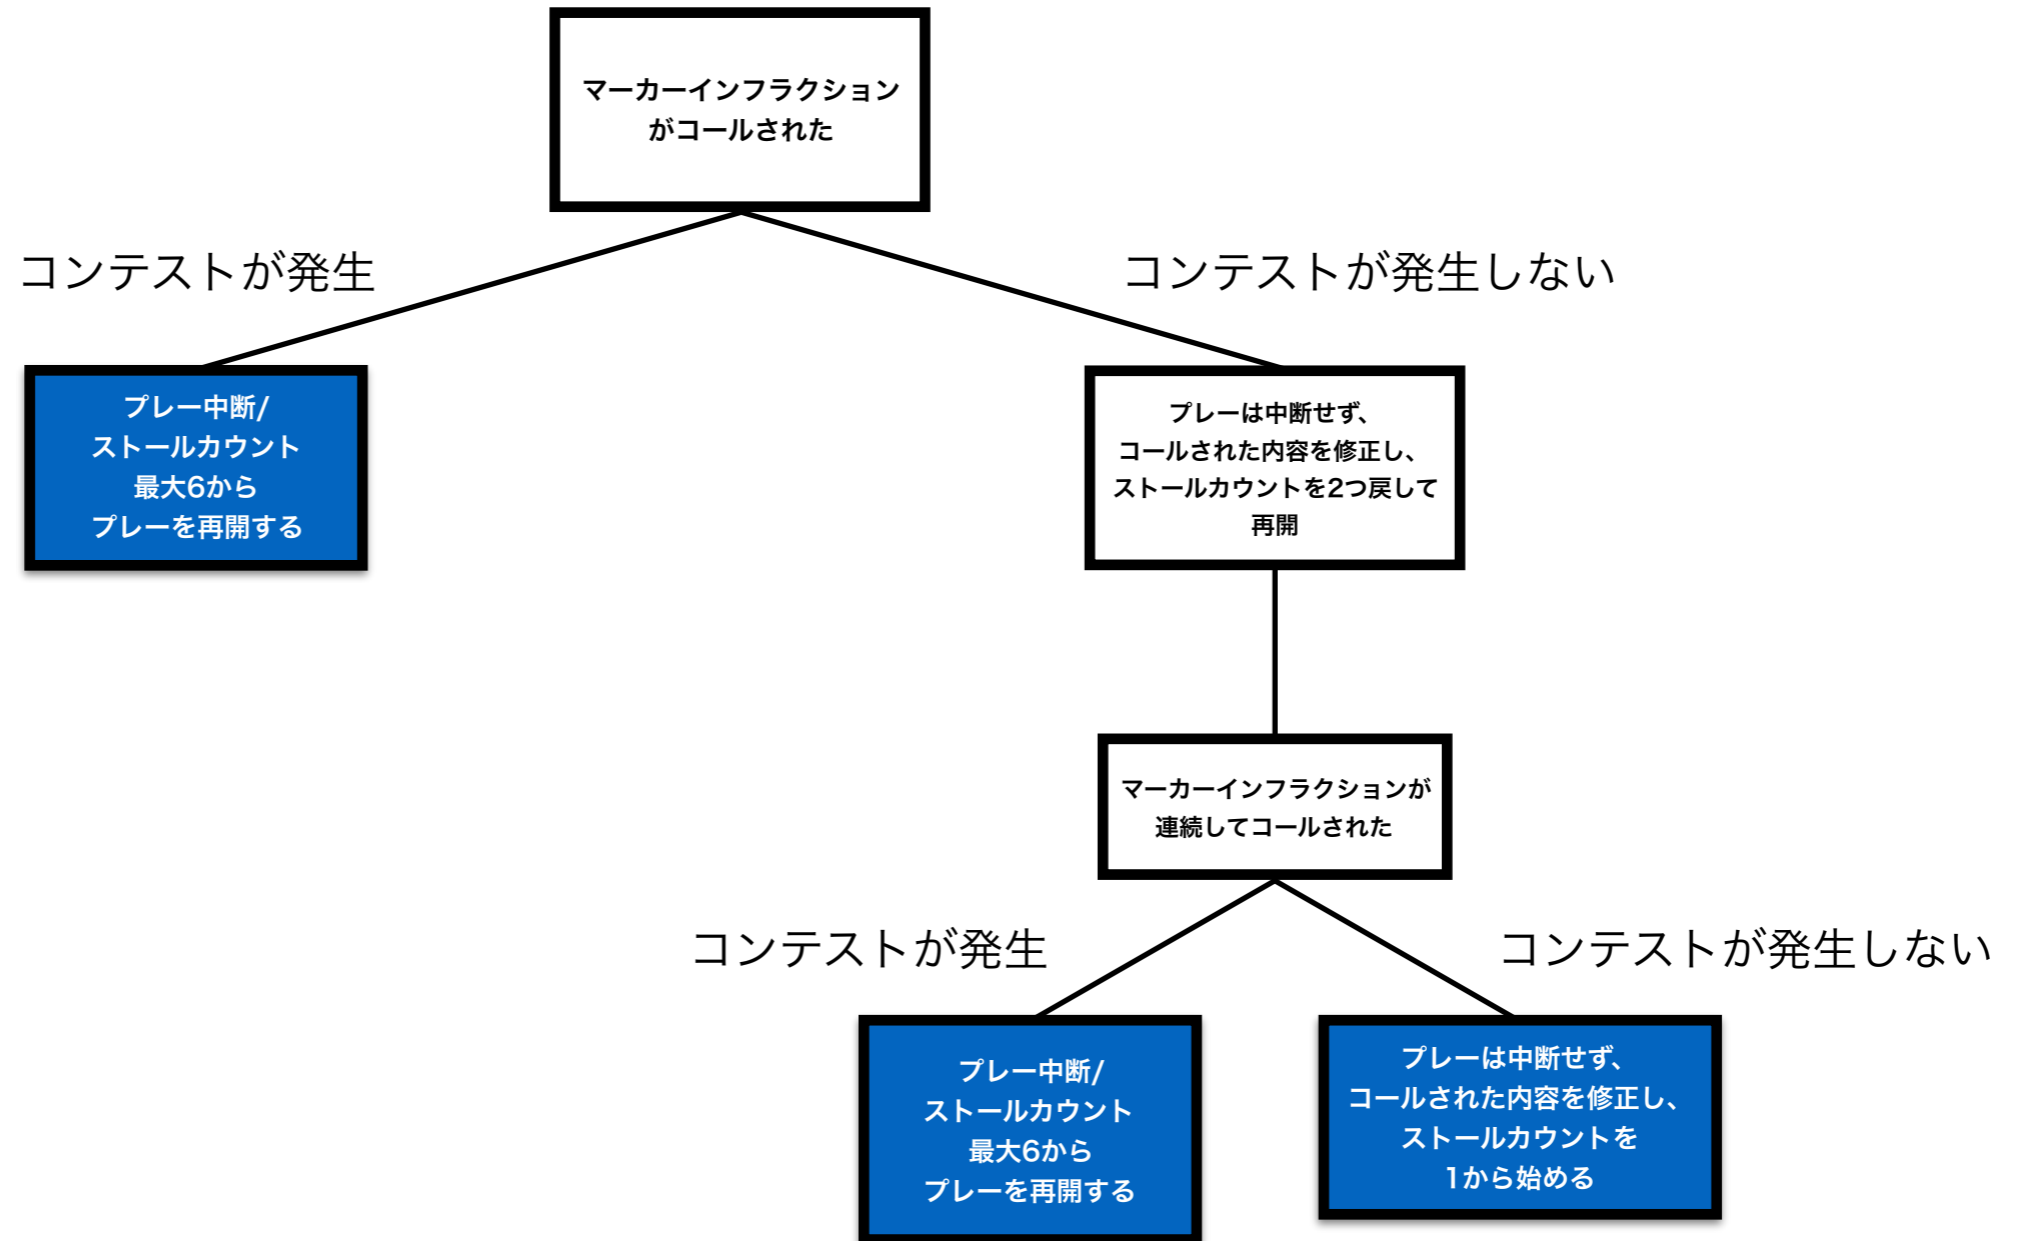 マーカーインフラクション
がコールされた
コンテストが発生
コンテストが発生しない
プレー中断/
ストールカウント
最大6から
プレーを再開する
プレーは中断せず、
コールされた内容を修正し、
ストールカウントを2つ戻して
再開
マーカーインフラクションが
連続してコールされた
コンテストが発生
コンテストが発生しない
プレー中断/
ストールカウント
最大6から
プレーを再開する
プレーは中断せず、
コールされた内容を修正し、
ストールカウントを
1から始める